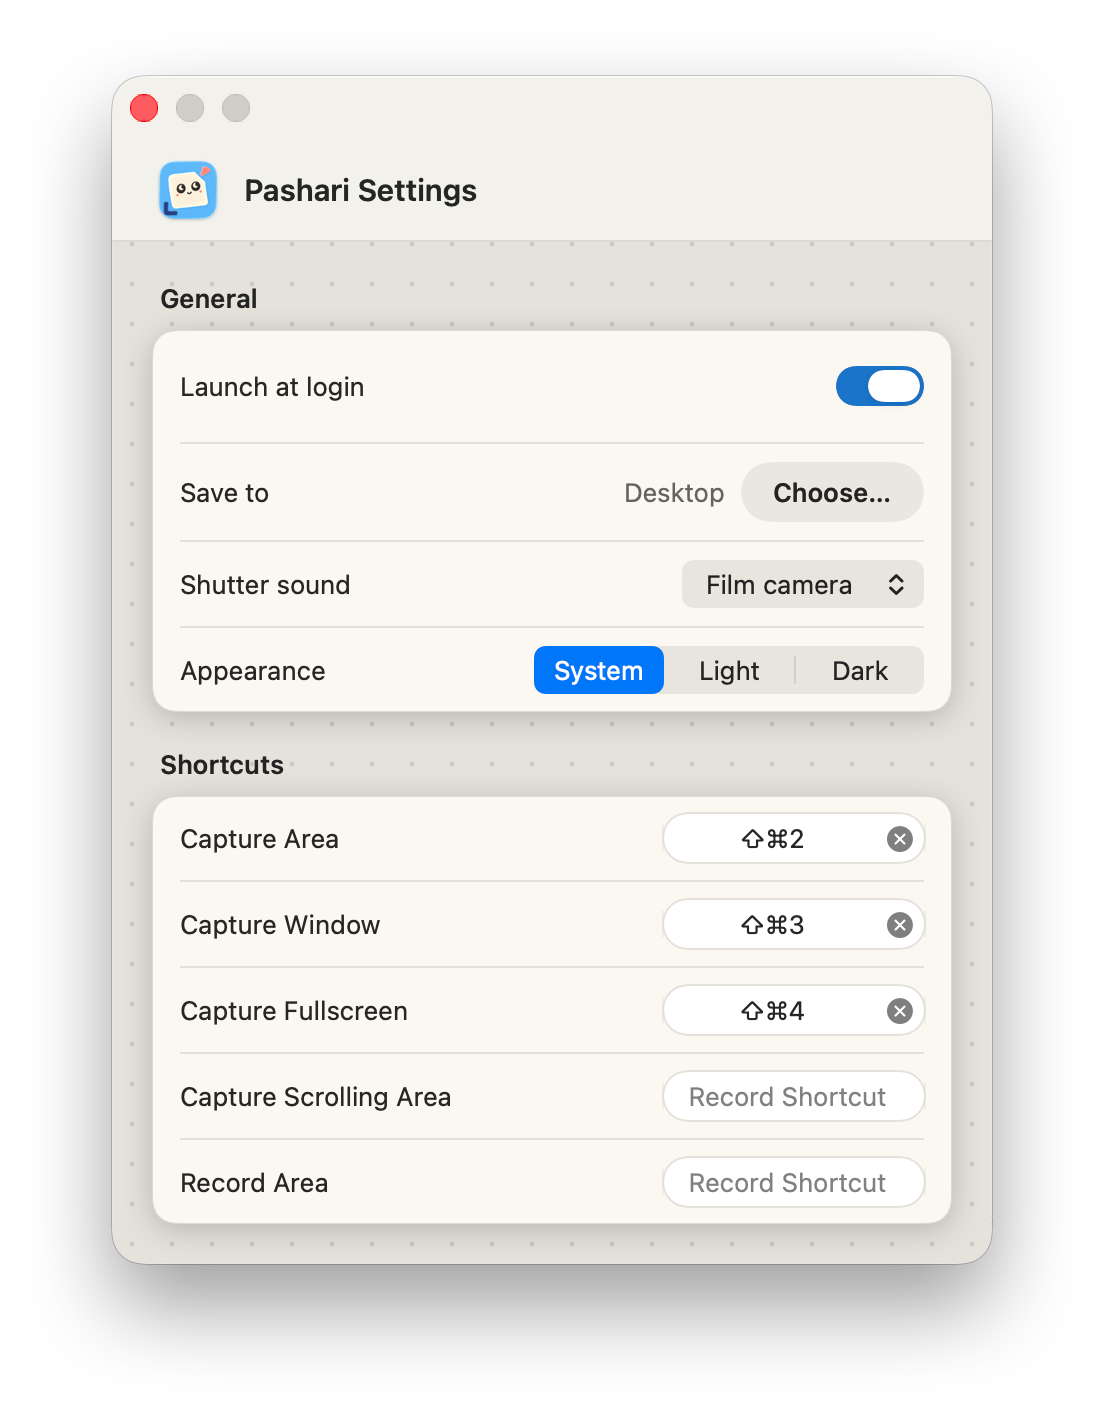 Pashari Settings
General
Launch at login
Save to Desktop Choose...
Shutter sound Film camera
Appearance System Light Dark
Shortcuts
Capture Area ⇧⌘2
Capture Window ⇧⌘3
Capture Fullscreen ⇧⌘4
Capture Scrolling Area Record Shortcut
Record Area Record Shortcut